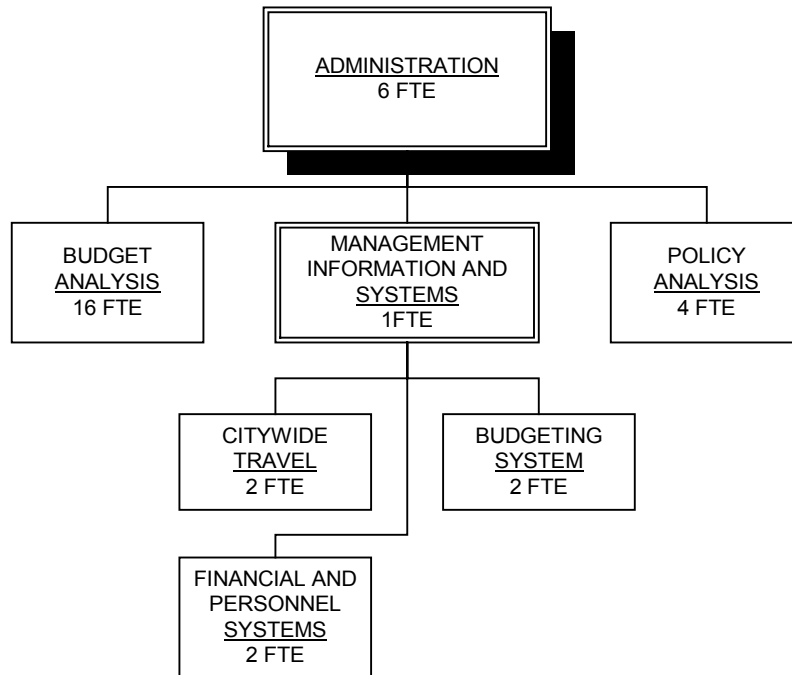 ADMINISTRATION
6 FTE
BUDGET
ANALYSIS
16 FTE
MANAGEMENT
INFORMATION AND
SYSTEMS
1FTE
POLICY
ANALYSIS
4 FTE
CITYWIDE
TRAVEL
2 FTE
BUDGETING
SYSTEM
2 FTE
FINANCIAL AND
PERSONNEL
SYSTEMS
2 FTE